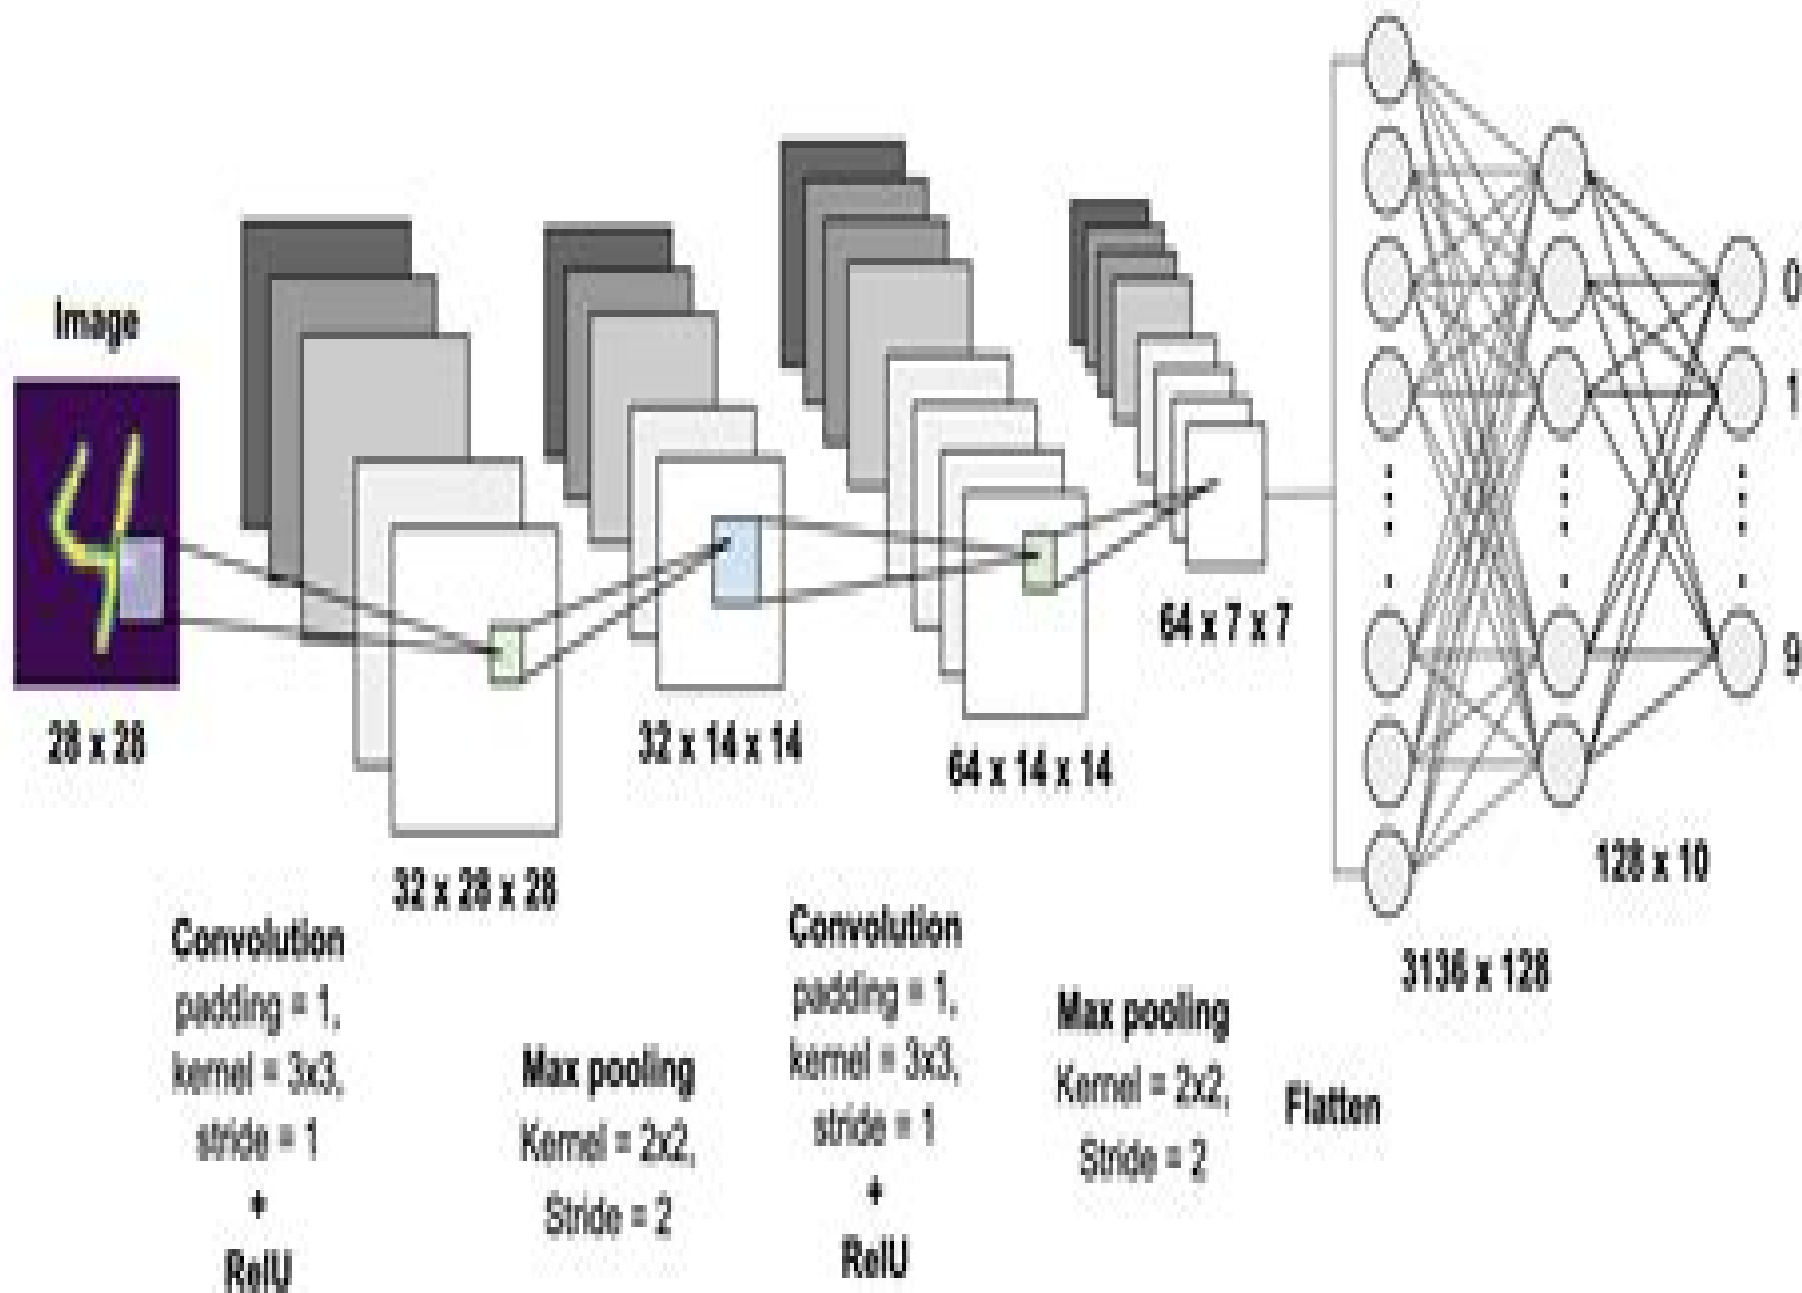 Image
28 x 28
32 x 28 x 28
32 x 14 x 14
64 x 14 x 14
64 x 7 x 7
0
1
9
128 x 10
3136 x 128
Convolution
padding = 1,
kernel = 3x3,
stride = 1
+
RelU
Max pooling
Kernel = 2x2,
Stride = 2
Convolution
padding = 1,
kernel = 3x3,
stride = 1
+
RelU
Max pooling
Kernel = 2x2,
Stride = 2
Flatten